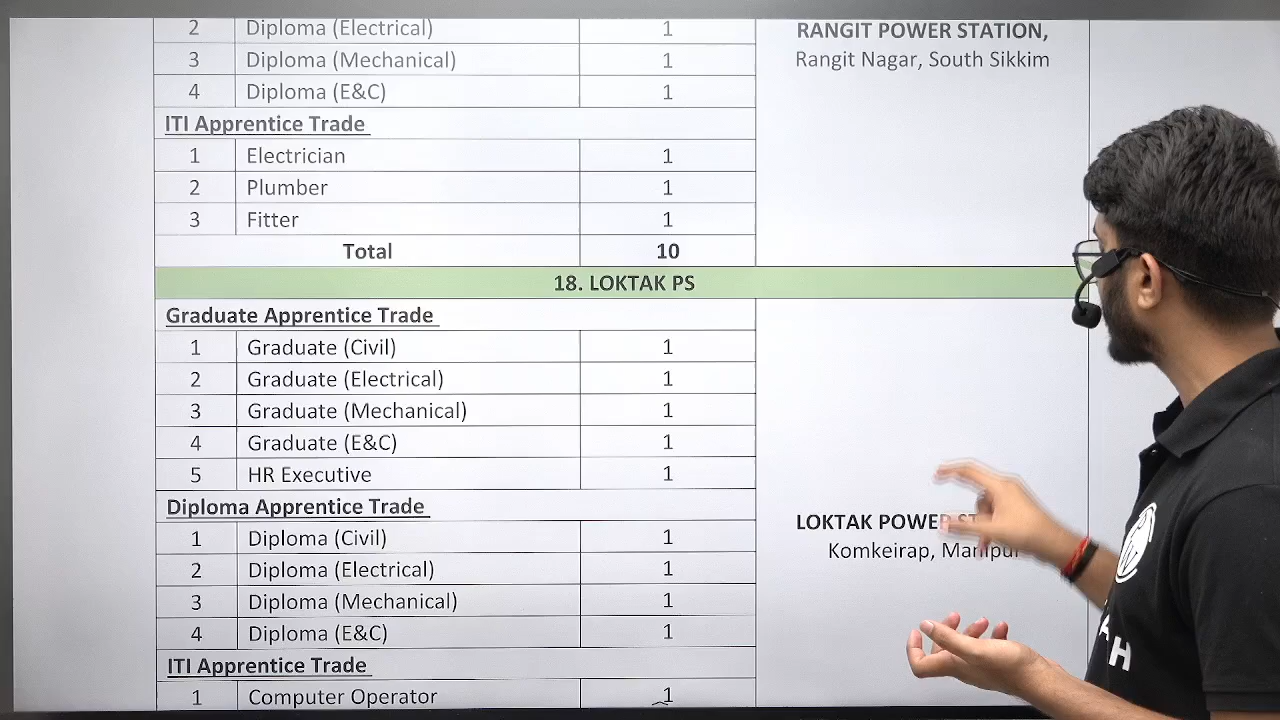 2 Diploma (Electrical) 1
3 Diploma (Mechanical) 1
4 Diploma (E&C) 1
RANGIT POWER STATION,
Rangit Nagar, South Sikkim
ITI Apprentice Trade
1 Electrician 1
2 Plumber 1
3 Fitter 1
Total 10
18. LOKTAK PS
Graduate Apprentice Trade
1 Graduate (Civil) 1
2 Graduate (Electrical) 1
3 Graduate (Mechanical) 1
4 Graduate (E&C) 1
5 HR Executive 1
Diploma Apprentice Trade
1 Diploma (Civil) 1
2 Diploma (Electrical) 1
3 Diploma (Mechanical) 1
4 Diploma (E&C) 1
LOKTAK POWER
Komkeirap, Manipur
ITI Apprentice Trade
1 Computer Operator 1